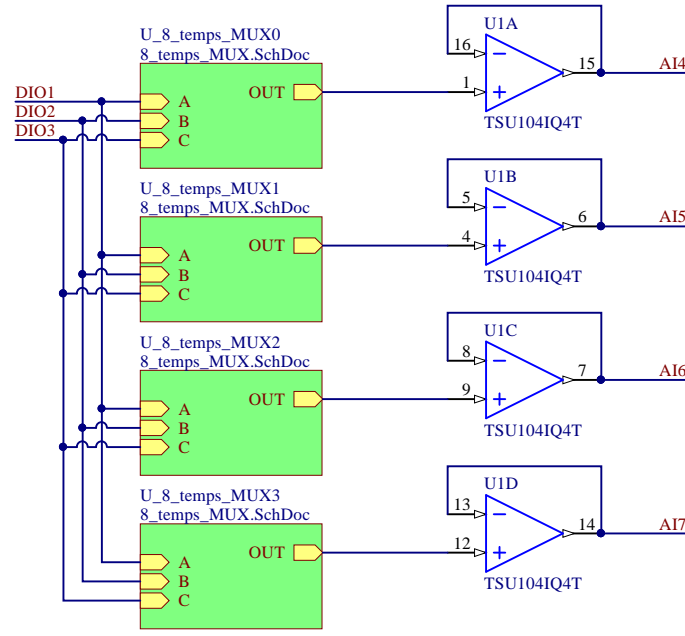 U_8_temps_MUX0
8_temps_MUX.SchDoc
U1A
DIO1
DIO2
DIO3
A
B
C
OUT
16
1
15
AI4
TSU104IQ4T
U_8_temps_MUX1
8_temps_MUX.SchDoc
U1B
A
B
C
OUT
5
4
6
AI5
TSU104IQ4T
U_8_temps_MUX2
8_temps_MUX.SchDoc
U1C
A
B
C
OUT
8
9
7
AI6
TSU104IQ4T
U_8_temps_MUX3
8_temps_MUX.SchDoc
U1D
A
B
C
OUT
13
12
14
AI7
TSU104IQ4T